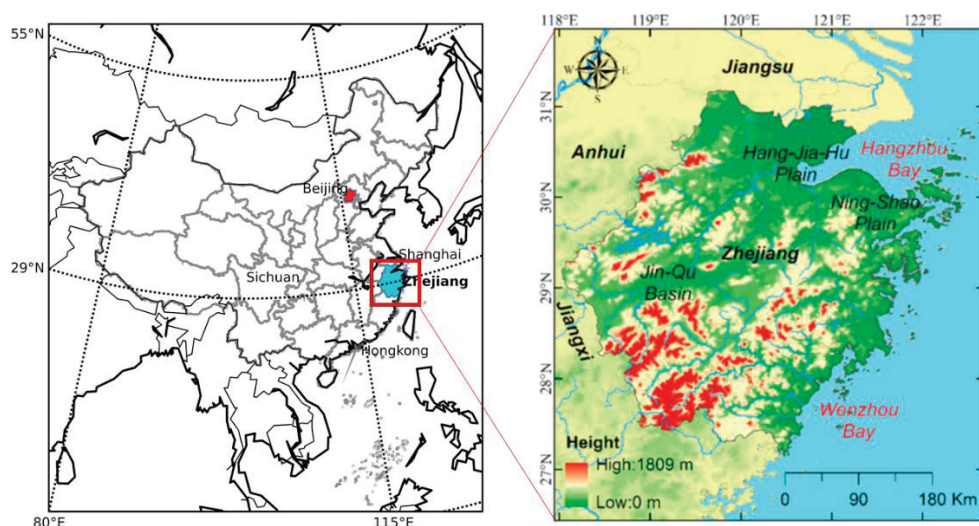 55°N
29°N
80°E
115°E
Beijing
Shanghai
Zhejiang
Sichuan
Hongkong
118°E
119°E
120°E
121°E
122°E
31°N
30°N
29°N
28°N
27°N
N
W
E
S
Jiangsu
Anhui
Hang-Jia-Hu
Plain
Hangzhou
Bay
Ning-Shao
Plain
Zhejiang
Jin-Qu
Basin
Jiangxi
Wenzhou
Bay
Height
High:1809 m
Low:0 m
0
90
180 Km